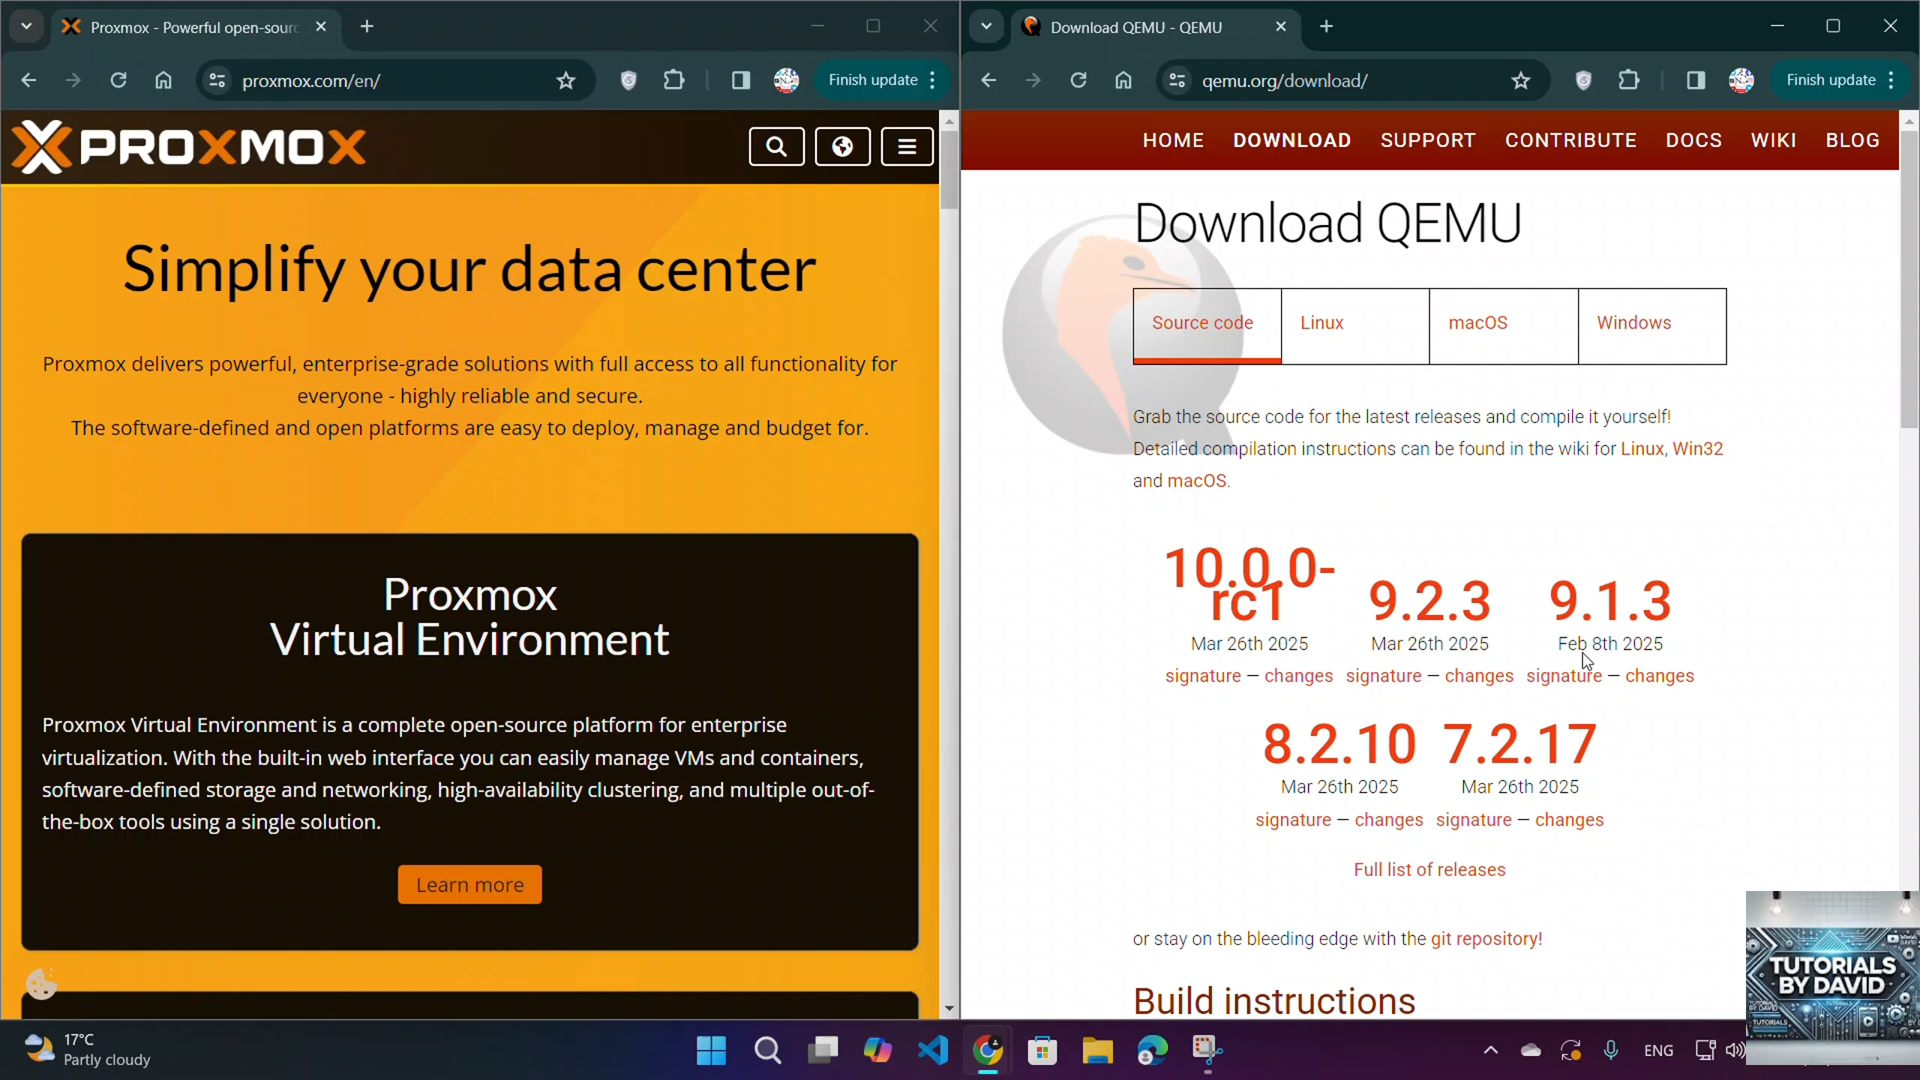 Proxmox - Powerful open-sour
proxmox.com/en/
Finish update
PROXMOX
Simplify your data center
Proxmox delivers powerful, enterprise-grade solutions with full access to all functionality for
everyone - highly reliable and secure.
The software-defined and open platforms are easy to deploy, manage and budget for.
Proxmox
Virtual Environment
Proxmox Virtual Environment is a complete open-source platform for enterprise
virtualization. With the built-in web interface you can easily manage VMs and containers,
software-defined storage and networking, high-availability clustering, and multiple out-of-
the-box tools using a single solution.
Learn more
Download QEMU - QEMU
qemu.org/download/
Finish update
HOME DOWNLOAD SUPPORT CONTRIBUTE DOCS WIKI BLOG
Download QEMU
Source code Linux macOS Windows
Grab the source code for the latest releases and compile it yourself!
Detailed compilation instructions can be found in the wiki for Linux, Win32
and macOS.
10.0.0-
rc1 9.2.3 9.1.3
Mar 26th 2025 Mar 26th 2025 Feb 8th 2025
signature — changes signature — changes signature — changes
8.2.10 7.2.17
Mar 26th 2025 Mar 26th 2025
signature — changes signature — changes
Full list of releases
or stay on the bleeding edge with the git repository!
Build instructions
TUTORIALS
BY DAVID
17°C
Partly cloudy
ENG